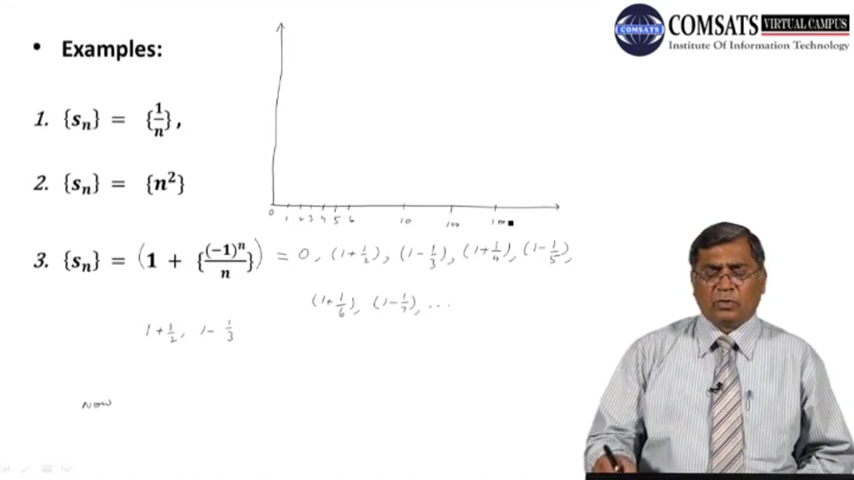 COMSATS VIRTUAL CAMPUS
COMSATS
Institute Of Information Technology
• Examples:
1. {sₙ} = {1/n},
2. {sₙ} = {n²}
0 1 2 3 4 5 6 10 100
3. {sₙ} = (1 + {(-1)ⁿ/n}) = 0, (1+1/2), (1-1/3), (1+1/4), (1-1/5),
(1+1/6), (1-1/7), ...
1+1/2, 1-1/3
Now